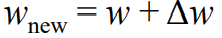 w_new = w + Δw